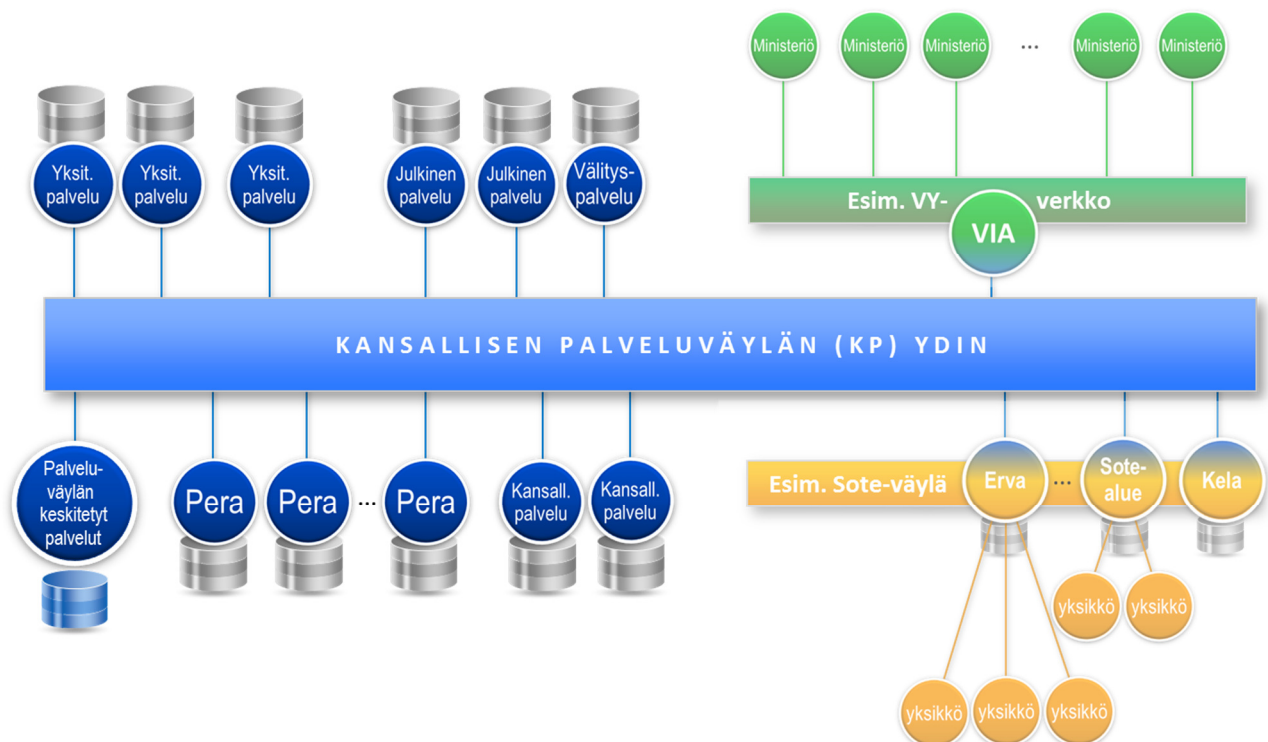 Ministeriö
Ministeriö
Ministeriö
...
Ministeriö
Ministeriö
Yksit.
palvelu
Yksit.
palvelu
Yksit.
palvelu
Julkinen
palvelu
Julkinen
palvelu
Välitys-
palvelu
Esim. VY- verkko
VIA
KANSALLISEN PALVELUVÄYLÄN (KP) YDIN
Palvelu-
väylän
keskitetyt
palvelut
Pera
Pera
...
Pera
Kansall.
palvelu
Kansall.
palvelu
Esim. Sote-väylä
Erva
...
Sote-
alue
Kela
yksikkö
yksikkö
yksikkö
yksikkö
yksikkö